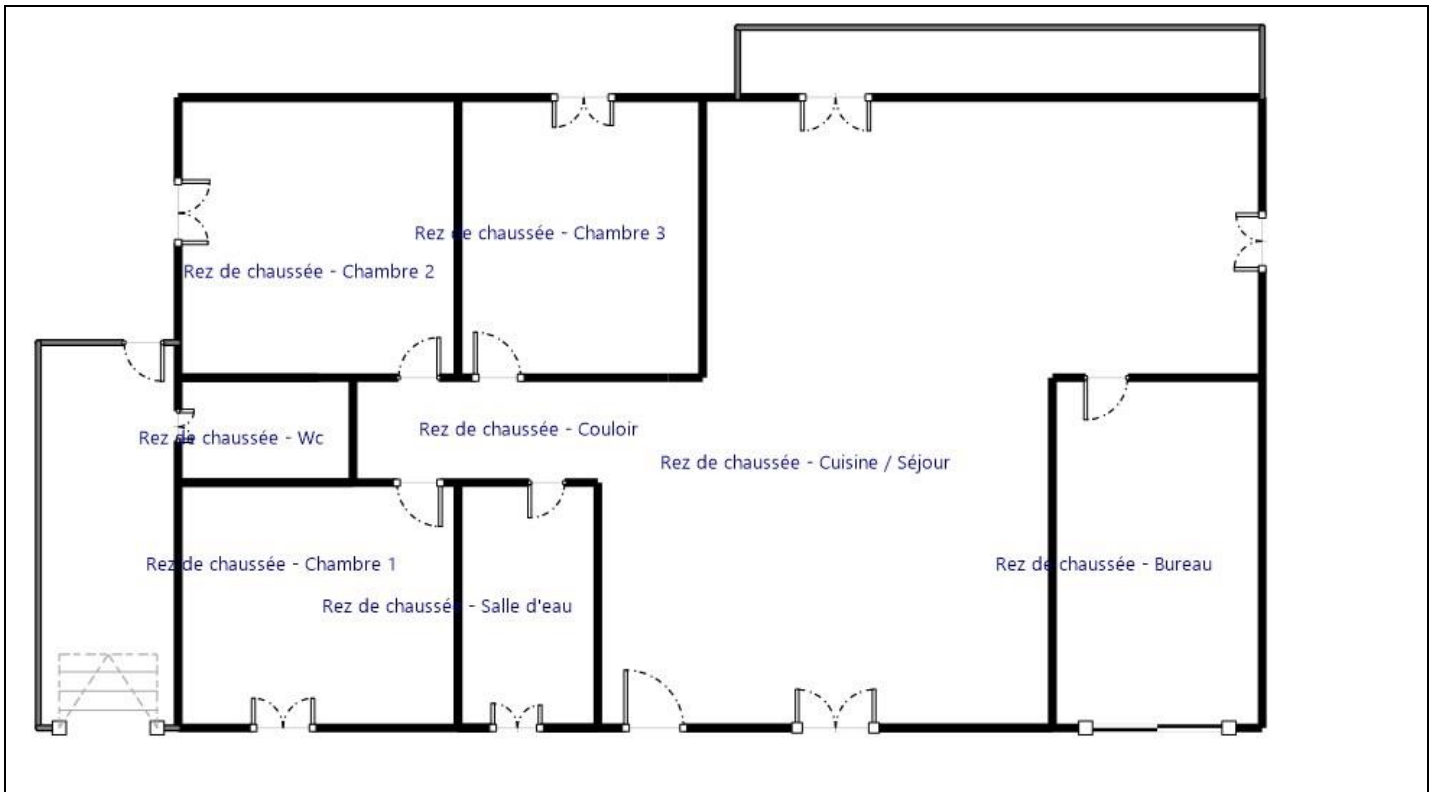 Rez de chaussée - Chambre 3
Rez de chaussée - Chambre 2
Rez de chaussée - Couloir
Rez de chaussée - Wc
Rez de chaussée - Cuisine / Séjour
Rez de chaussée - Chambre 1
Rez de chaussée - Bureau
Rez de chaussée - Salle d'eau